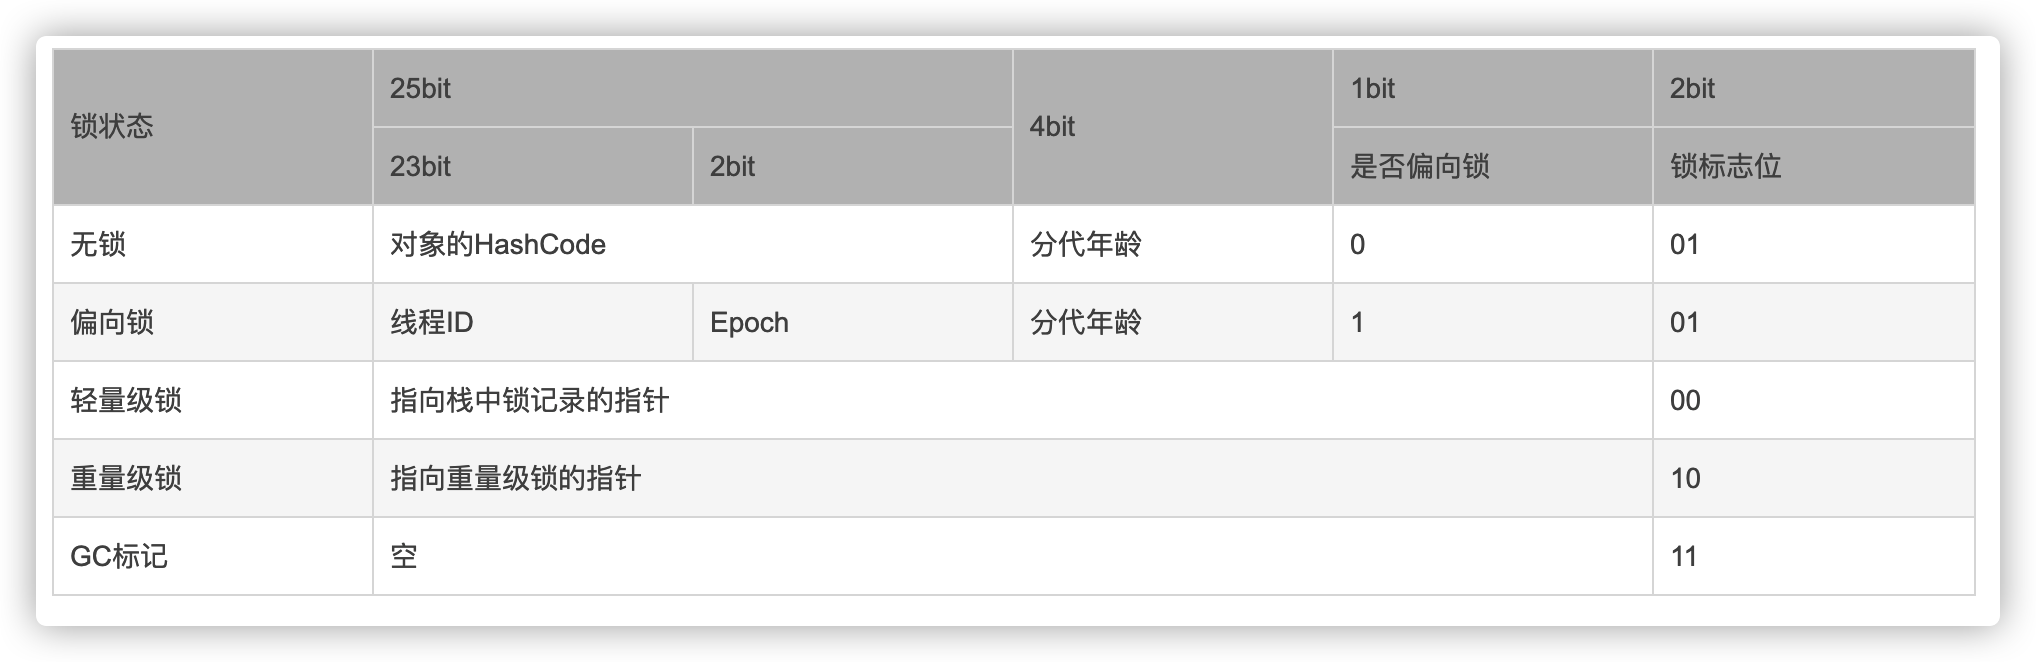 锁状态 25bit 4bit 1bit 2bit
23bit 2bit 是否偏向锁 锁标志位
无锁 对象的HashCode 分代年龄 0 01
偏向锁 线程ID Epoch 分代年龄 1 01
轻量级锁 指向栈中锁记录的指针 00
重量级锁 指向重量级锁的指针 10
GC标记 空 11